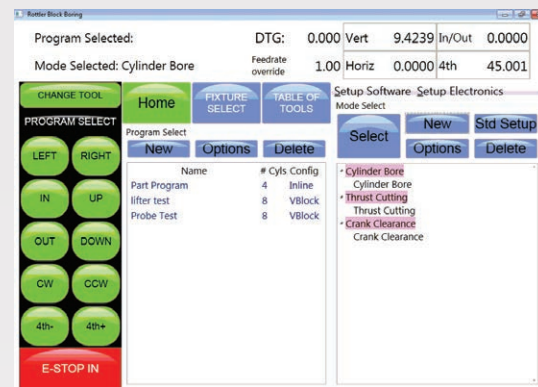 Rottler Block Boring
Program Selected: DTG: 0.000 Vert 9.4239 In/Out 0.0000
Mode Selected: Cylinder Bore Feedrate override 1.00 Horiz 0.0000 4th 45.001
CHANGE TOOL
PROGRAM SELECT
LEFT RIGHT
IN UP
OUT DOWN
CW CCW
4th- 4th+
E-STOP IN
Home FIXTURE SELECT TABLE OF TOOLS
Program Select
New Options Delete
Name # Cyls Config
Part Program 4 Inline
lifter test 8 VBlock
Probe Test 8 VBlock
Setup Software Setup Electronics
Mode Select
Select New Std Setup
Options Delete
Cylinder Bore
Cylinder Bore
Thrust Cutting
Thrust Cutting
Crank Clearance
Crank Clearance